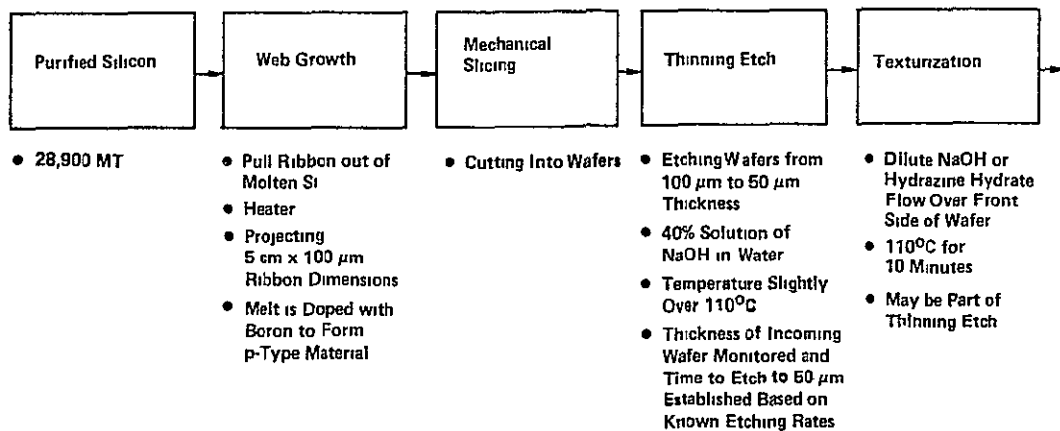 Purified Silicon
Web Growth
Mechanical
Slicing
Thinning Etch
Texturization
• 28,900 MT
• Pull Ribbon out of
Molten Si
• Heater
• Projecting
5 cm x 100 μm
Ribbon Dimensions
• Melt is Doped with
Boron to Form
p-Type Material
• Cutting Into Wafers
• Etching Wafers from
100 μm to 50 μm
Thickness
• 40% Solution of
NaOH in Water
• Temperature Slightly
Over 110°C
• Thickness of Incoming
Wafer Monitored and
Time to Etch to 50 μm
Established Based on
Known Etching Rates
• Dilute NaOH or
Hydrazine Hydrate
Flow Over Front
Side of Wafer
• 110°C for
10 Minutes
• May be Part of
Thinning Etch